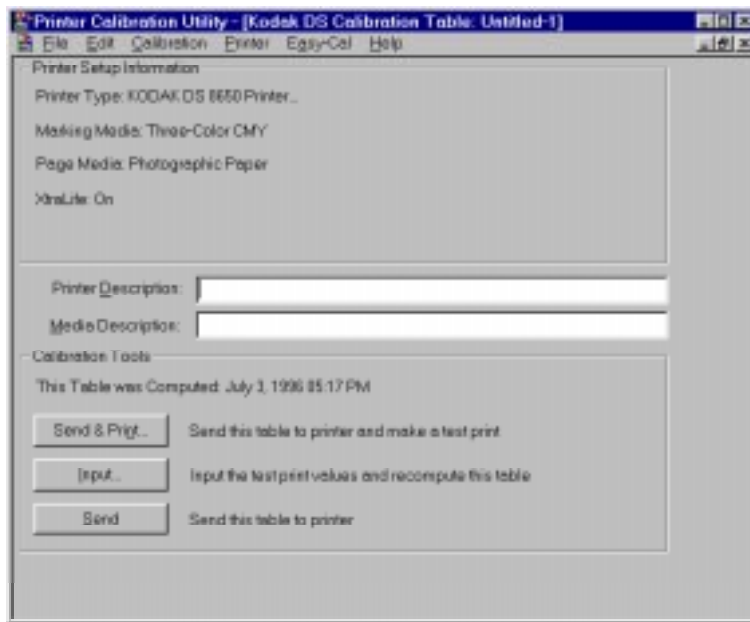 Printer Calibration Utility - [Kodak DS Calibration Table: Untitled-1]
File Edit Calibration Printer Easy-Cal Help
Printer Setup Information
Printer Type: KODAK DS 8650 Printer...
Marking Media: Three-Color CMY
Page Media: Photographic Paper
XtraLife: On
Printer Description:
Media Description:
Calibration Tools
This Table was Computed: July 3, 1996 05:17 PM
Send & Print... Send this table to printer and make a test print
Input... Input the test print values and recompute this table
Send Send this table to printer